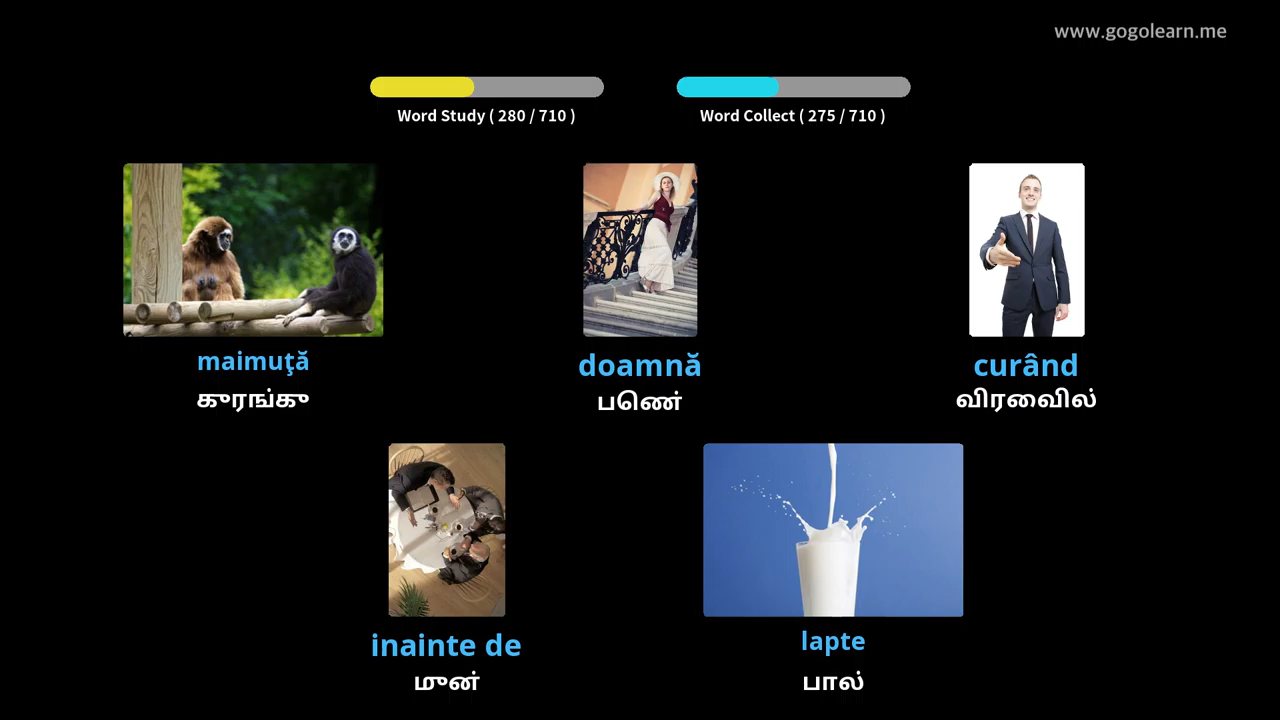 www.gogolearn.me
Word Study ( 280 / 710 )
Word Collect ( 275 / 710 )
maimuţă
குரங்கு
doamnă
பணெ்
curând
விரவைில்
inainte de
முன்
lapte
பால்